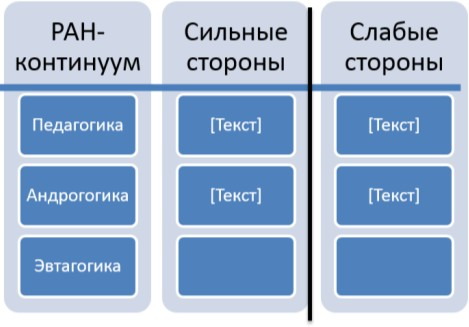 РАН-
континуум
Сильные
стороны
Слабые
стороны
Педагогика
[Текст]
[Текст]
Андрогогика
[Текст]
[Текст]
Эвтагогика